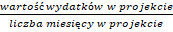 wartość wydatków w projekcie
liczba miesięcy w projekcie